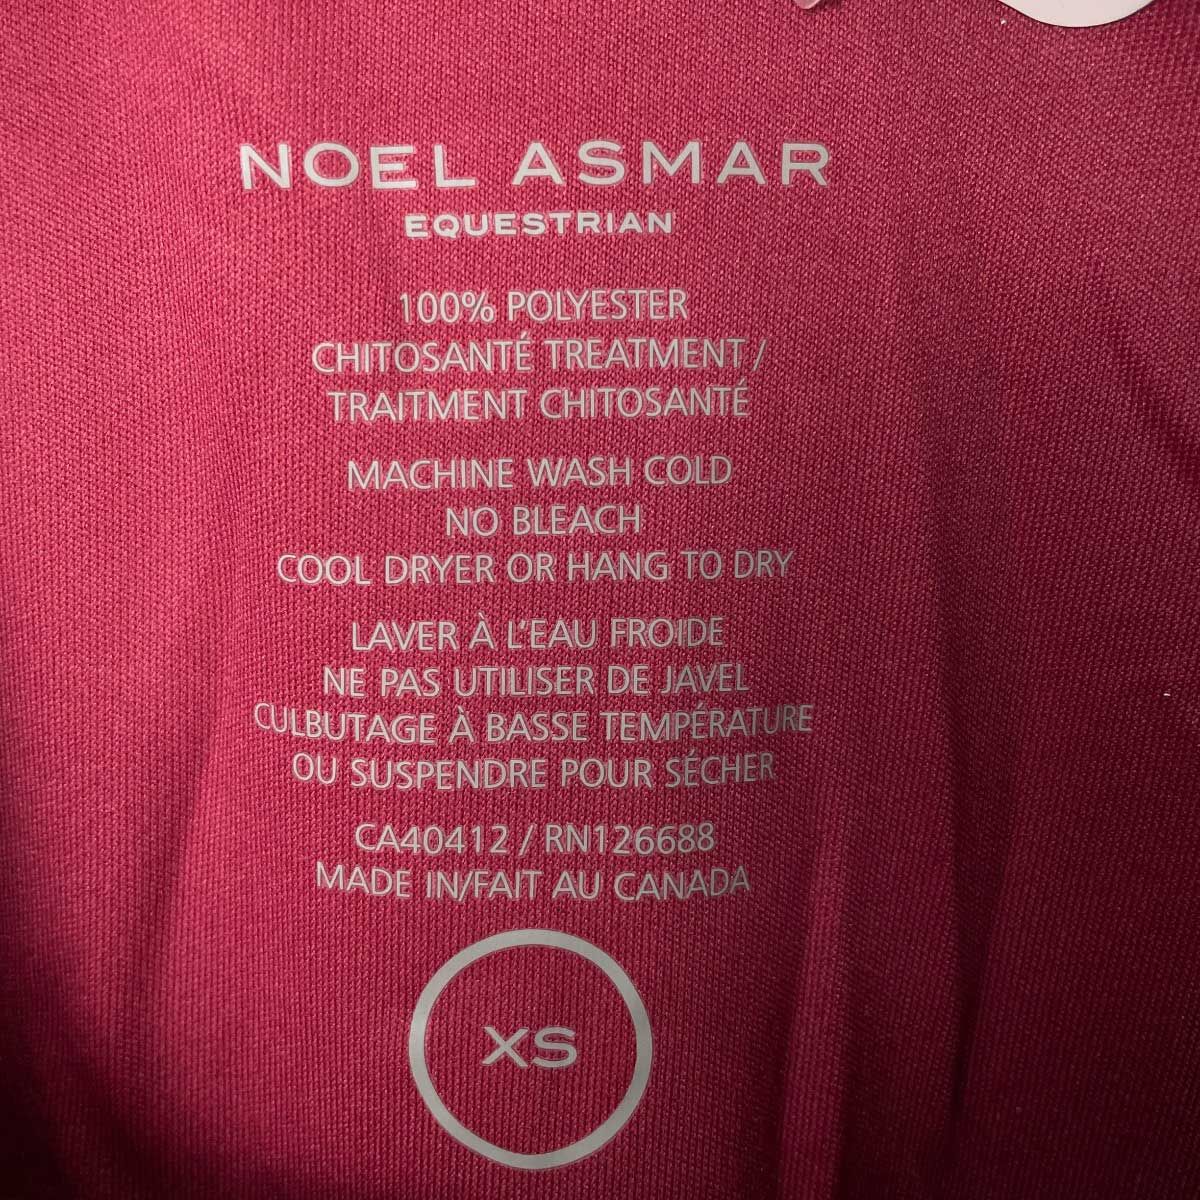 NOEL ASMAR
EQUESTRIAN
100% POLYESTER
CHITOSANTÉ TREATMENT /
TRAITMENT CHITOSANTÉ
MACHINE WASH COLD
NO BLEACH
COOL DRYER OR HANG TO DRY
LAVER À L'EAU FROIDE
NE PAS UTILISER DE JAVEL
CULBUTAGE À BASSE TEMPÉRATURE
OU SUSPENDRE POUR SÉCHER
CA40412 / RN126688
MADE IN/FAIT AU CANADA
XS